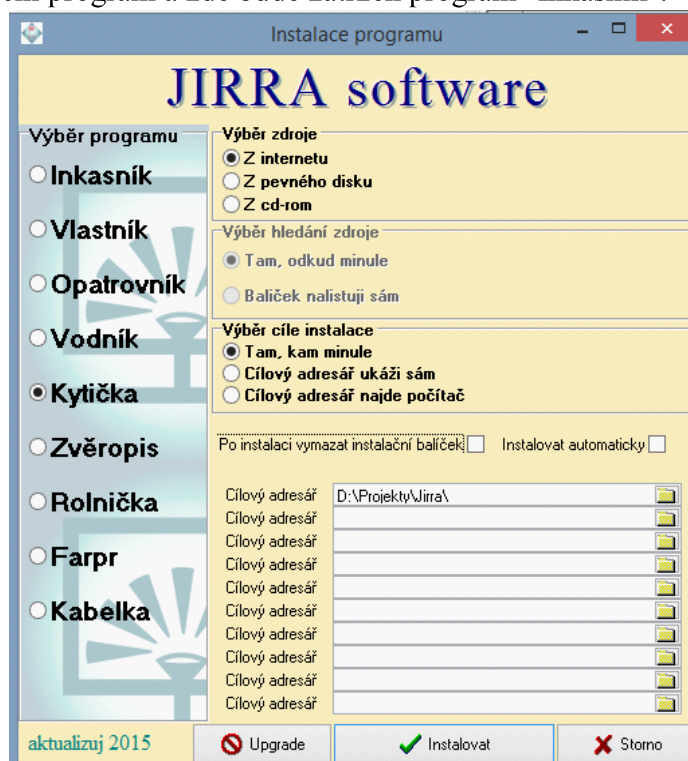 Instalace programu
JIRRA software
Výběr programu
Inkasník
Vlastník
Opatrovník
Vodník
Kytička
Zvěropis
Rolnička
Farpr
Kabelka
Výběr zdroje
Z internetu
Z pevného disku
Z cd-rom
Výběr hledání zdroje
Tam, odkud minule
Baliček nalistuji sám
Výběr cíle instalace
Tam, kam minule
Cílový adresář ukáži sám
Cílový adresář najde počítač
Po instalaci vymazat instalační balíček Instalovat automaticky
Cílový adresář D:\Projekty\Jirra\
Cílový adresář
Cílový adresář
Cílový adresář
Cílový adresář
Cílový adresář
Cílový adresář
Cílový adresář
Cílový adresář
Cílový adresář
aktualizuj 2015 Upgrade Instalovat Storno